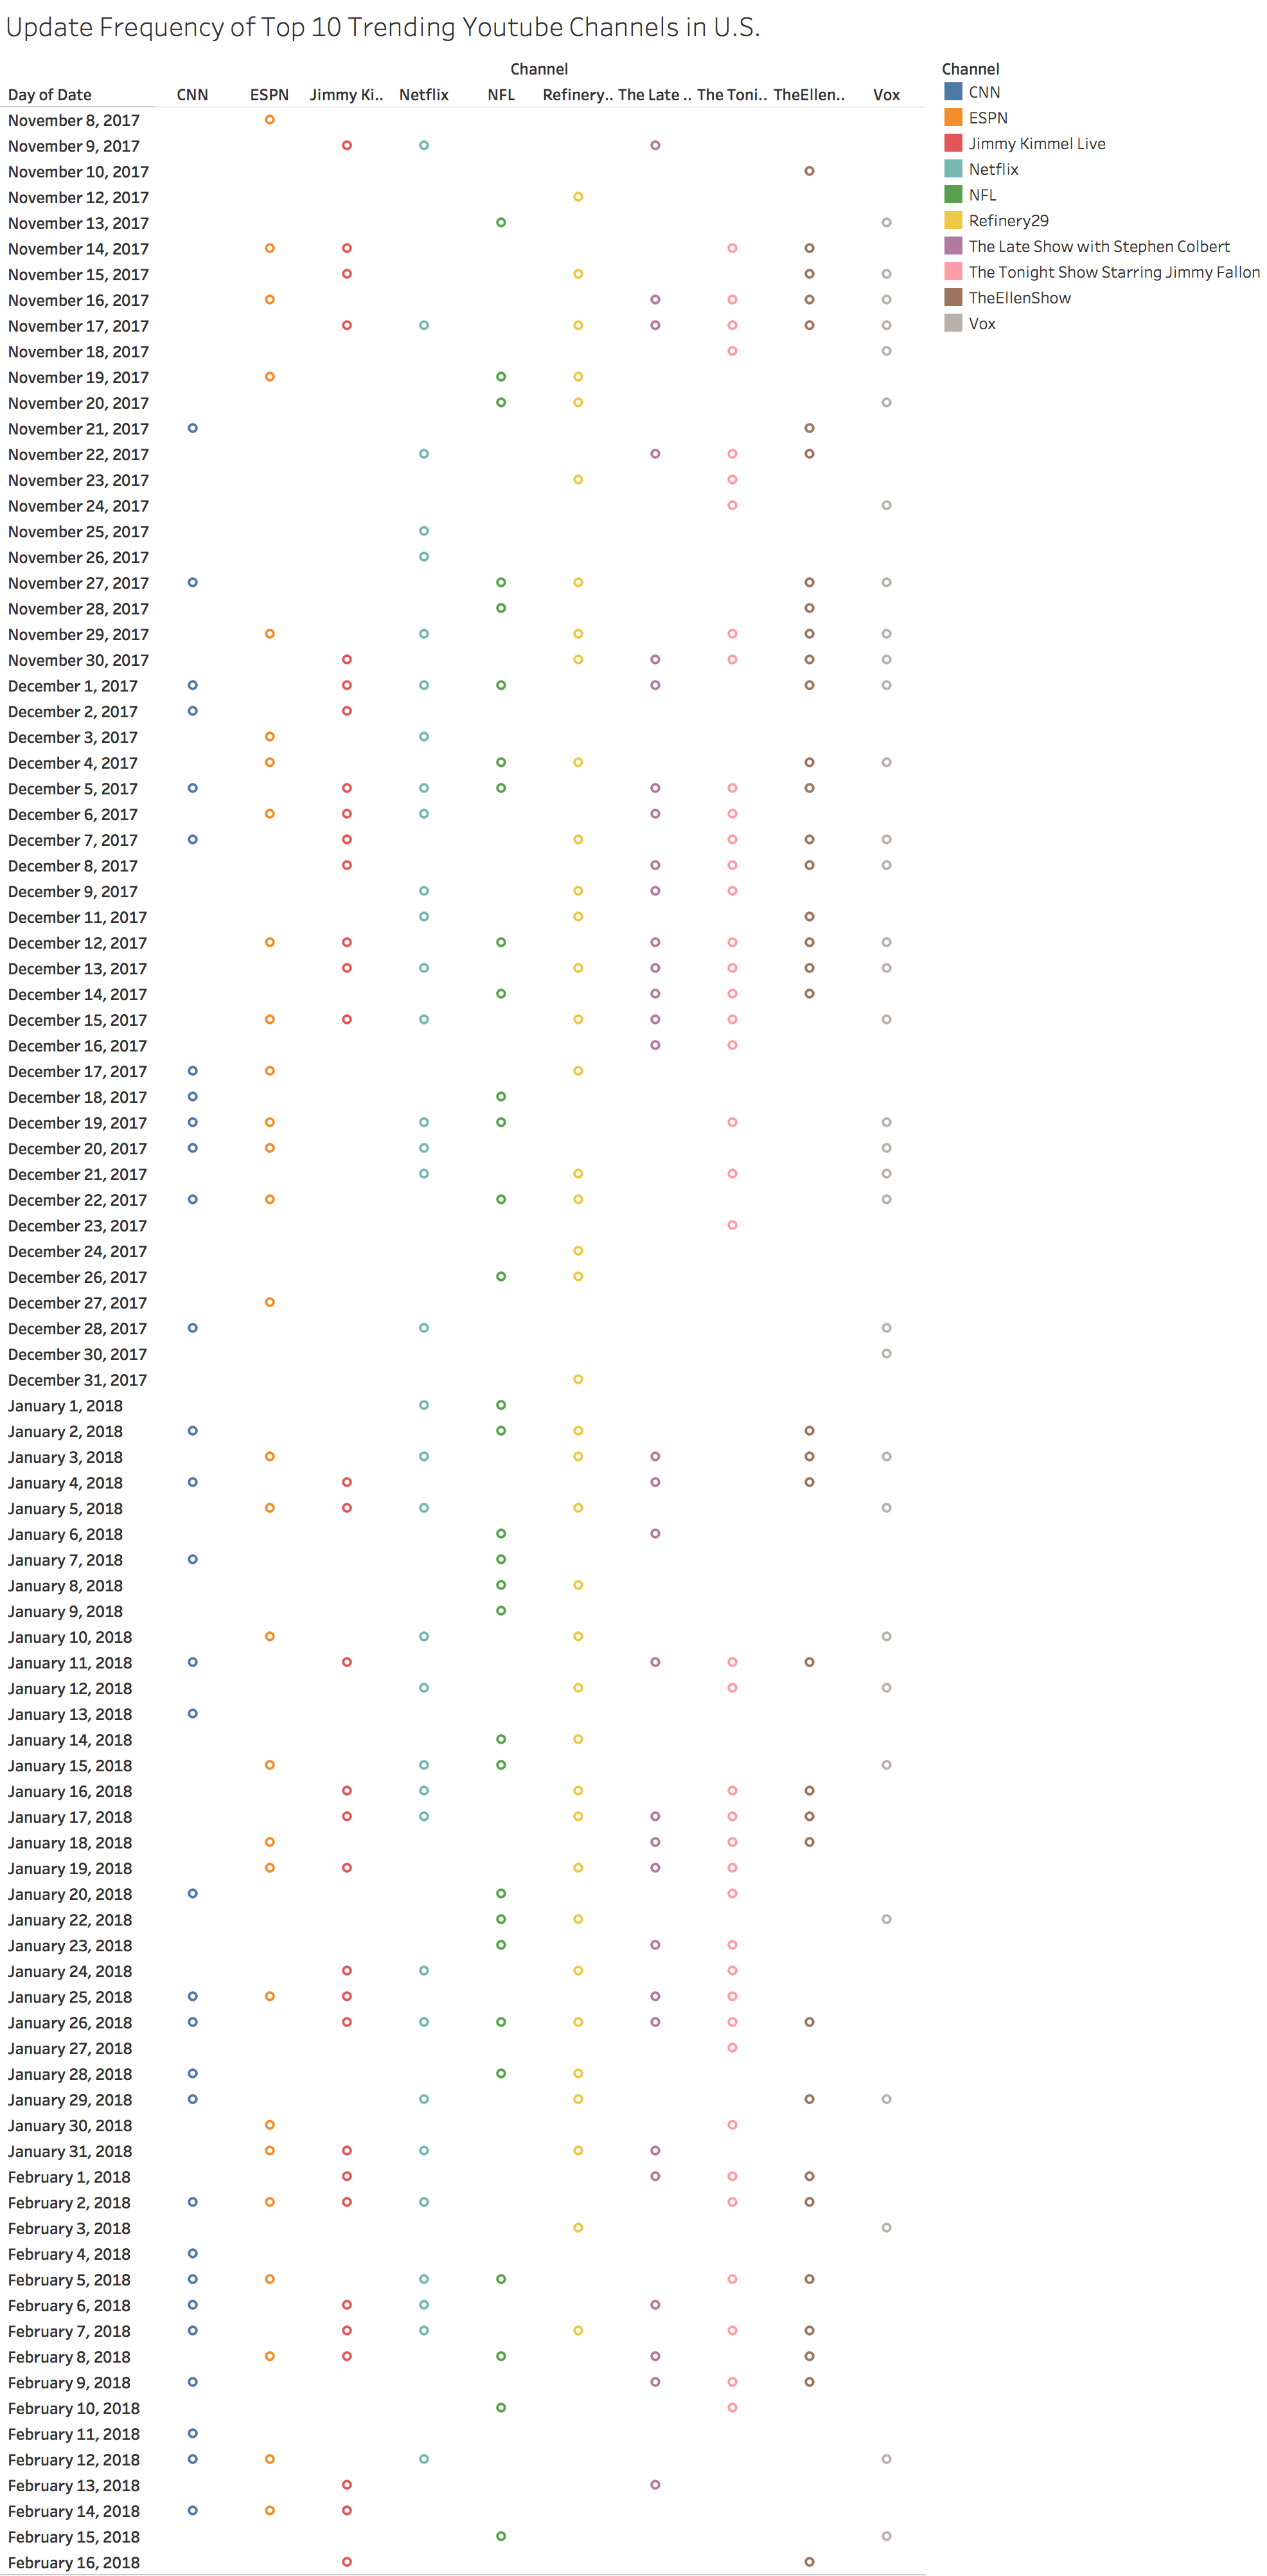 Update Frequency of Top 10 Trending Youtube Channels in U.S.
Channel
Day of Date CNN ESPN Jimmy Ki.. Netflix NFL Refinery.. The Late .. The Toni.. TheEllen.. Vox
November 8, 2017
November 9, 2017
November 10, 2017
November 12, 2017
November 13, 2017
November 14, 2017
November 15, 2017
November 16, 2017
November 17, 2017
November 18, 2017
November 19, 2017
November 20, 2017
November 21, 2017
November 22, 2017
November 23, 2017
November 24, 2017
November 25, 2017
November 26, 2017
November 27, 2017
November 28, 2017
November 29, 2017
November 30, 2017
December 1, 2017
December 2, 2017
December 3, 2017
December 4, 2017
December 5, 2017
December 6, 2017
December 7, 2017
December 8, 2017
December 9, 2017
December 11, 2017
December 12, 2017
December 13, 2017
December 14, 2017
December 15, 2017
December 16, 2017
December 17, 2017
December 18, 2017
December 19, 2017
December 20, 2017
December 21, 2017
December 22, 2017
December 23, 2017
December 24, 2017
December 26, 2017
December 27, 2017
December 28, 2017
December 30, 2017
December 31, 2017
January 1, 2018
January 2, 2018
January 3, 2018
January 4, 2018
January 5, 2018
January 6, 2018
January 7, 2018
January 8, 2018
January 9, 2018
January 10, 2018
January 11, 2018
January 12, 2018
January 13, 2018
January 14, 2018
January 15, 2018
January 16, 2018
January 17, 2018
January 18, 2018
January 19, 2018
January 20, 2018
January 22, 2018
January 23, 2018
January 24, 2018
January 25, 2018
January 26, 2018
January 27, 2018
January 28, 2018
January 29, 2018
January 30, 2018
January 31, 2018
February 1, 2018
February 2, 2018
February 3, 2018
February 4, 2018
February 5, 2018
February 6, 2018
February 7, 2018
February 8, 2018
February 9, 2018
February 10, 2018
February 11, 2018
February 12, 2018
February 13, 2018
February 14, 2018
February 15, 2018
February 16, 2018
Channel
CNN
ESPN
Jimmy Kimmel Live
Netflix
NFL
Refinery29
The Late Show with Stephen Colbert
The Tonight Show Starring Jimmy Fallon
TheEllenShow
Vox